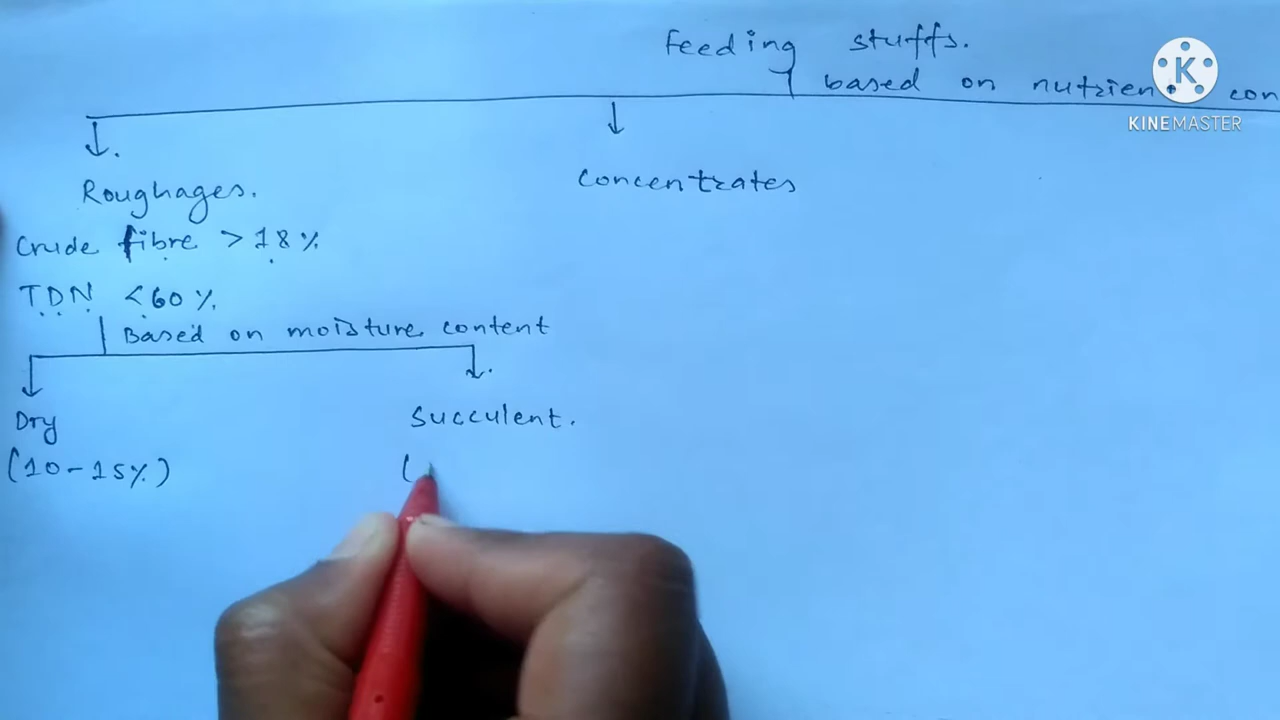 Feeding stuffs.
based on nutrient con
K
KINEMASTER
Roughages.
Concentrates
Crude fibre > 18%
TDN < 60%
Based on moisture content
Dry
Succulent.
(10-15%)
(